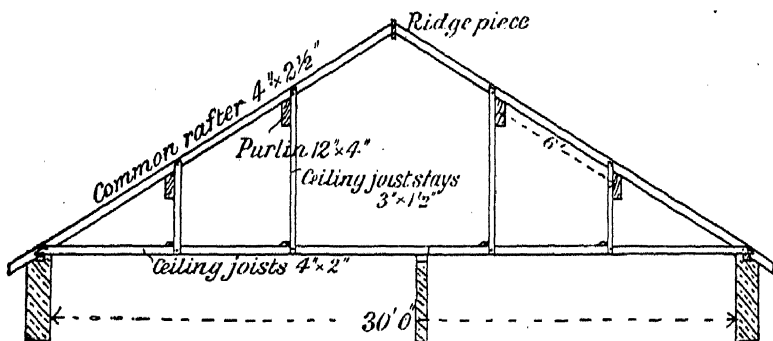 Ridge piece
Common rafter 4"× 2½"
Purlin 12"× 4"
6'
Ceiling joist stays
3"× 1½"
Ceiling joists 4"× 2"
30' 0"